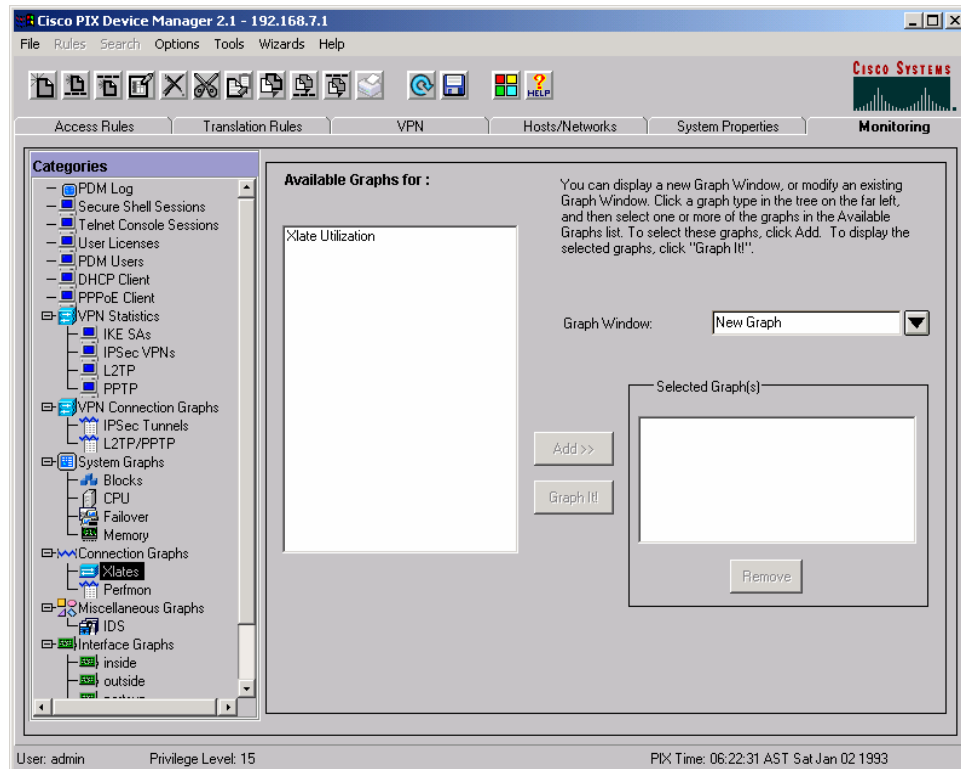 Cisco PIX Device Manager 2.1 - 192.168.7.1
File Rules Search Options Tools Wizards Help
HELP
CISCO SYSTEMS
Access Rules Translation Rules VPN Hosts/Networks System Properties Monitoring
Categories
PDM Log
Secure Shell Sessions
Telnet Console Sessions
User Licenses
PDM Users
DHCP Client
PPPoE Client
VPN Statistics
IKE SAs
IPSec VPNs
L2TP
PPTP
VPN Connection Graphs
IPSec Tunnels
L2TP/PPTP
System Graphs
Blocks
CPU
Failover
Memory
Connection Graphs
Xlates
Perfmon
Miscellaneous Graphs
IDS
Interface Graphs
inside
outside
Available Graphs for :
Xlate Utilization
You can display a new Graph Window, or modify an existing
Graph Window. Click a graph type in the tree on the far left,
and then select one or more of the graphs in the Available
Graphs list. To select these graphs, click Add. To display the
selected graphs, click "Graph It!".
Graph Window: New Graph
Selected Graph(s)
Add >>
Graph It!
Remove
User: admin Privilege Level: 15 PIX Time: 06:22:31 AST Sat Jan 02 1993